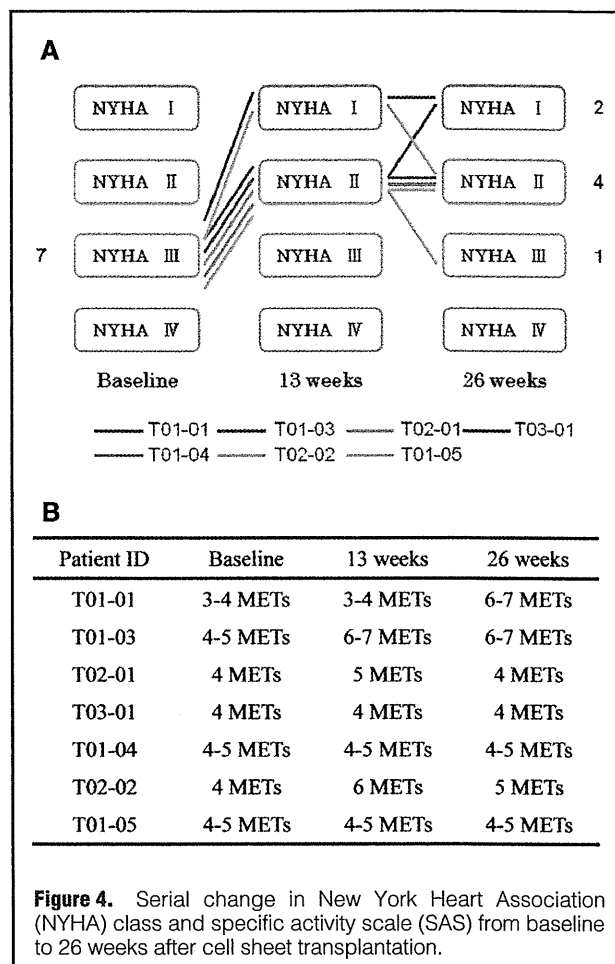 A
NYHA I NYHA I NYHA I 2
NYHA II NYHA II NYHA II 4
7 NYHA III NYHA III NYHA III 1
NYHA IV NYHA IV NYHA IV
Baseline 13 weeks 26 weeks
T01-01 T01-03 T02-01 T03-01
T01-04 T02-02 T01-05
B
Patient ID Baseline 13 weeks 26 weeks
T01-01 3-4 METs 3-4 METs 6-7 METs
T01-03 4-5 METs 6-7 METs 6-7 METs
T02-01 4 METs 5 METs 4 METs
T03-01 4 METs 4 METs 4 METs
T01-04 4-5 METs 4-5 METs 4-5 METs
T02-02 4 METs 6 METs 5 METs
T01-05 4-5 METs 4-5 METs 4-5 METs
Figure 4. Serial change in New York Heart Association
(NYHA) class and specific activity scale (SAS) from baseline
to 26 weeks after cell sheet transplantation.